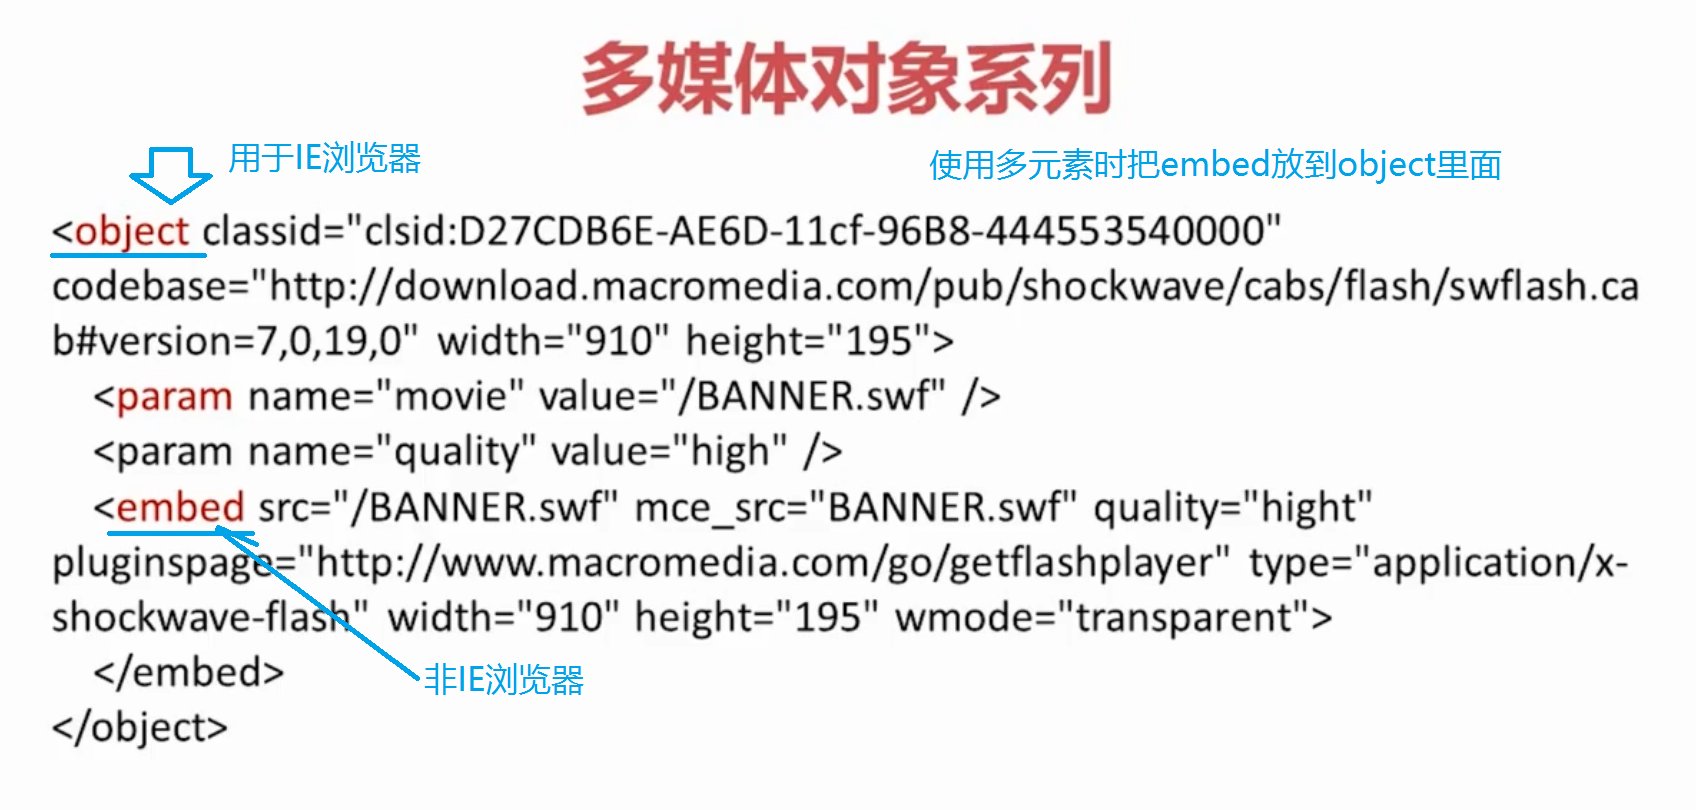 多媒体对象系列
用于IE浏览器
使用多元素时把embed放到object里面
<object classid="clsid:D27CDB6E-AE6D-11cf-96B8-444553540000"
codebase="http://download.macromedia.com/pub/shockwave/cabs/flash/swflash.ca
b#version=7,0,19,0" width="910" height="195">
<param name="movie" value="/BANNER.swf" />
<param name="quality" value="high" />
<embed src="/BANNER.swf" mce_src="BANNER.swf" quality="hight"
pluginspage="http://www.macromedia.com/go/getflashplayer" type="application/x-
shockwave-flash" width="910" height="195" wmode="transparent">
</embed>
非IE浏览器
</object>